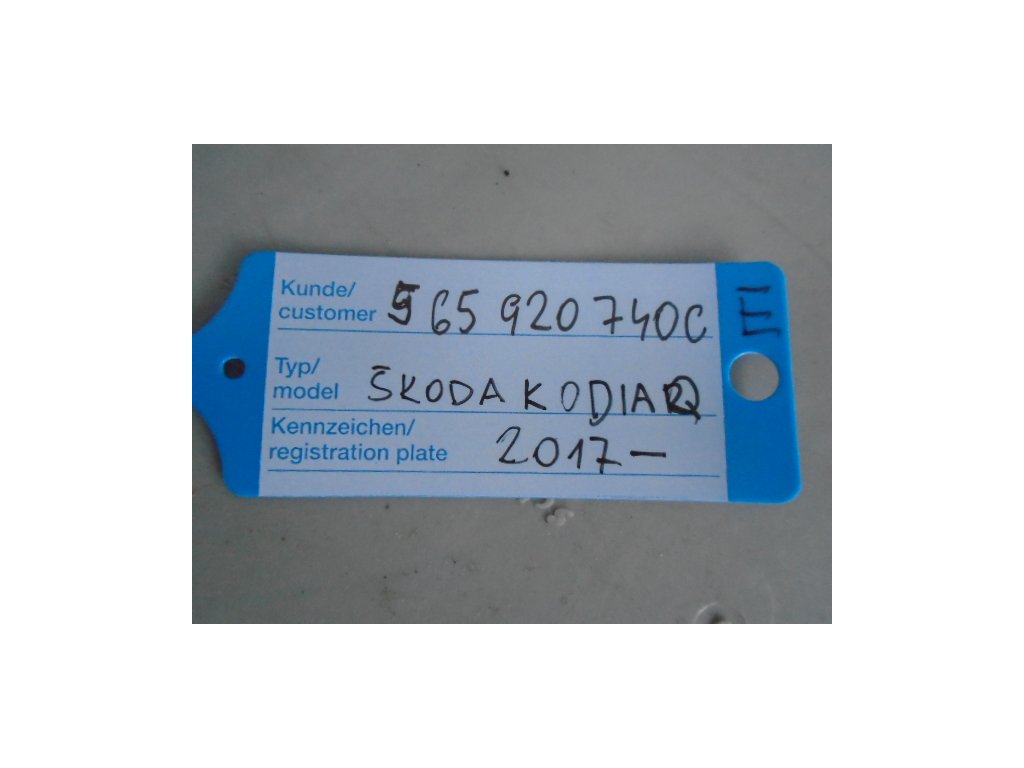 Kunde/
customer 565 920 740C
Typ/
model ŠKODA KODIAQ
Kennzeichen/
registration plate 2017-